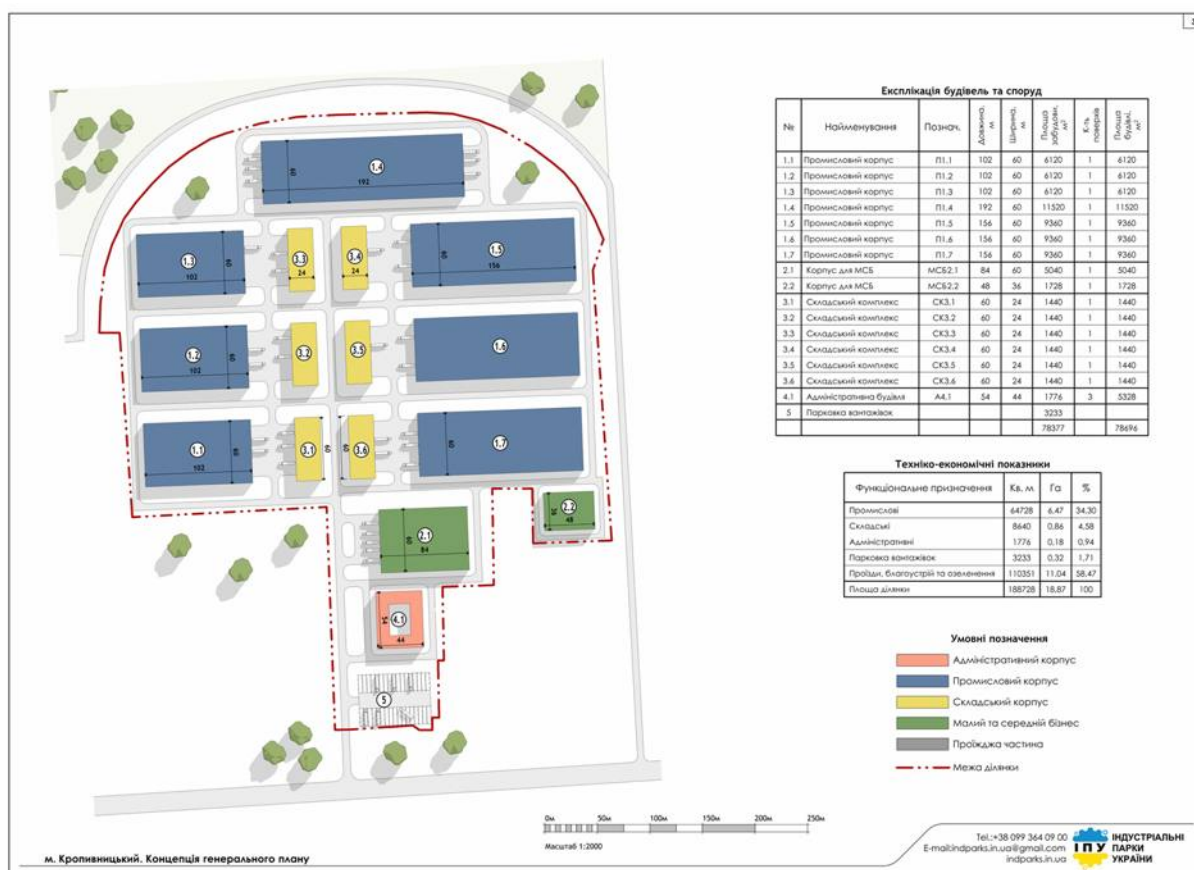 1.4
60
192
1.3
60
102
3.3
24
3.4
24
1.5
60
156
1.2
60
102
3.2
3.5
1.6
1.1
60
102
3.1
60
3.6
60
1.7
60
2.1
60
84
2.2
36
48
4.1
54
44
5
Експлікація будівель та споруд
№ Найменування Познач. Довжина, м Ширина, м Площа забудови, м² К-ть поверхів Площа будівлі, м²
1.1 Промисловий корпус П1.1 102 60 6120 1 6120
1.2 Промисловий корпус П1.2 102 60 6120 1 6120
1.3 Промисловий корпус П1.3 102 60 6120 1 6120
1.4 Промисловий корпус П1.4 192 60 11520 1 11520
1.5 Промисловий корпус П1.5 156 60 9360 1 9360
1.6 Промисловий корпус П1.6 156 60 9360 1 9360
1.7 Промисловий корпус П1.7 156 60 9360 1 9360
2.1 Корпус для МСБ МСБ2.1 84 60 5040 1 5040
2.2 Корпус для МСБ МСБ2.2 48 36 1728 1 1728
3.1 Складський комплекс СК3.1 60 24 1440 1 1440
3.2 Складський комплекс СК3.2 60 24 1440 1 1440
3.3 Складський комплекс СК3.3 60 24 1440 1 1440
3.4 Складський комплекс СК3.4 60 24 1440 1 1440
3.5 Складський комплекс СК3.5 60 24 1440 1 1440
3.6 Складський комплекс СК3.6 60 24 1440 1 1440
4.1 Адміністративна будівля А4.1 54 44 1776 3 5328
5 Парковка вантажівок 3233
78377 78696
Техніко-економічні показники
Функціональне призначення Кв. м Га %
Промислові 64728 6,47 34,30
Складські 8640 0,86 4,58
Адміністративні 1776 0,18 0,94
Парковка вантажівок 3233 0,32 1,71
Проїзди, благоустрій та озеленення 110351 11,04 58,47
Площа ділянки 188728 18,87 100
Умовні позначення
Адміністративний корпус
Промисловий корпус
Складський корпус
Малий та середній бізнес
Проїжджа частина
Межа ділянки
0м 50м 100м 150м 200м 250м
Масштаб 1:2000
м. Кропивницький. Концепція генерального плану
Tel.:+38 099 364 09 00
E-mail:indparks.in.ua@gmail.com
indparks.in.ua
ІПУ
ІНДУСТРІАЛЬНІ
ПАРКИ
УКРАЇНИ